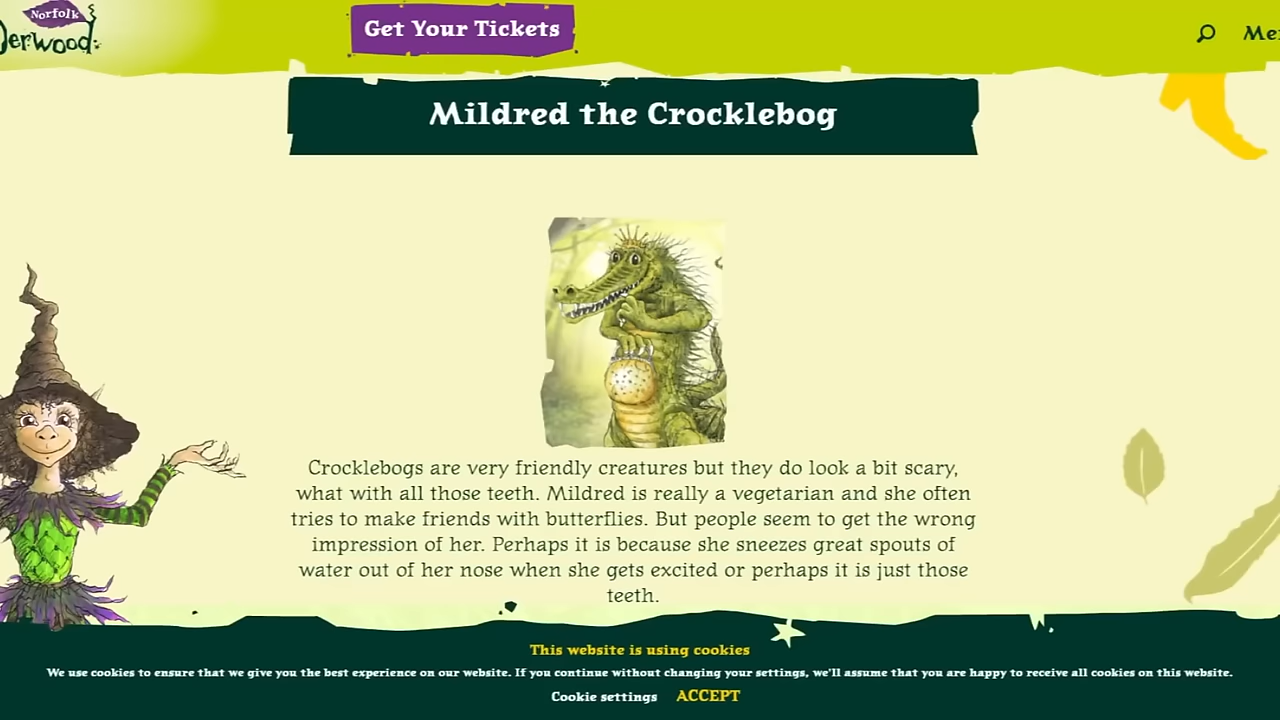 Norfolk
Get Your Tickets
Mildred the Crocklebog
Crocklebogs are very friendly creatures but they do look a bit scary,
what with all those teeth. Mildred is really a vegetarian and she often
tries to make friends with butterflies. But people seem to get the wrong
impression of her. Perhaps it is because she sneezes great spouts of
water out of her nose when she gets excited or perhaps it is just those
teeth.
This website is using cookies
We use cookies to ensure that we give you the best experience on our website. If you continue without changing your settings, we'll assume that you are happy to receive all cookies on this website.
Cookie settings ACCEPT